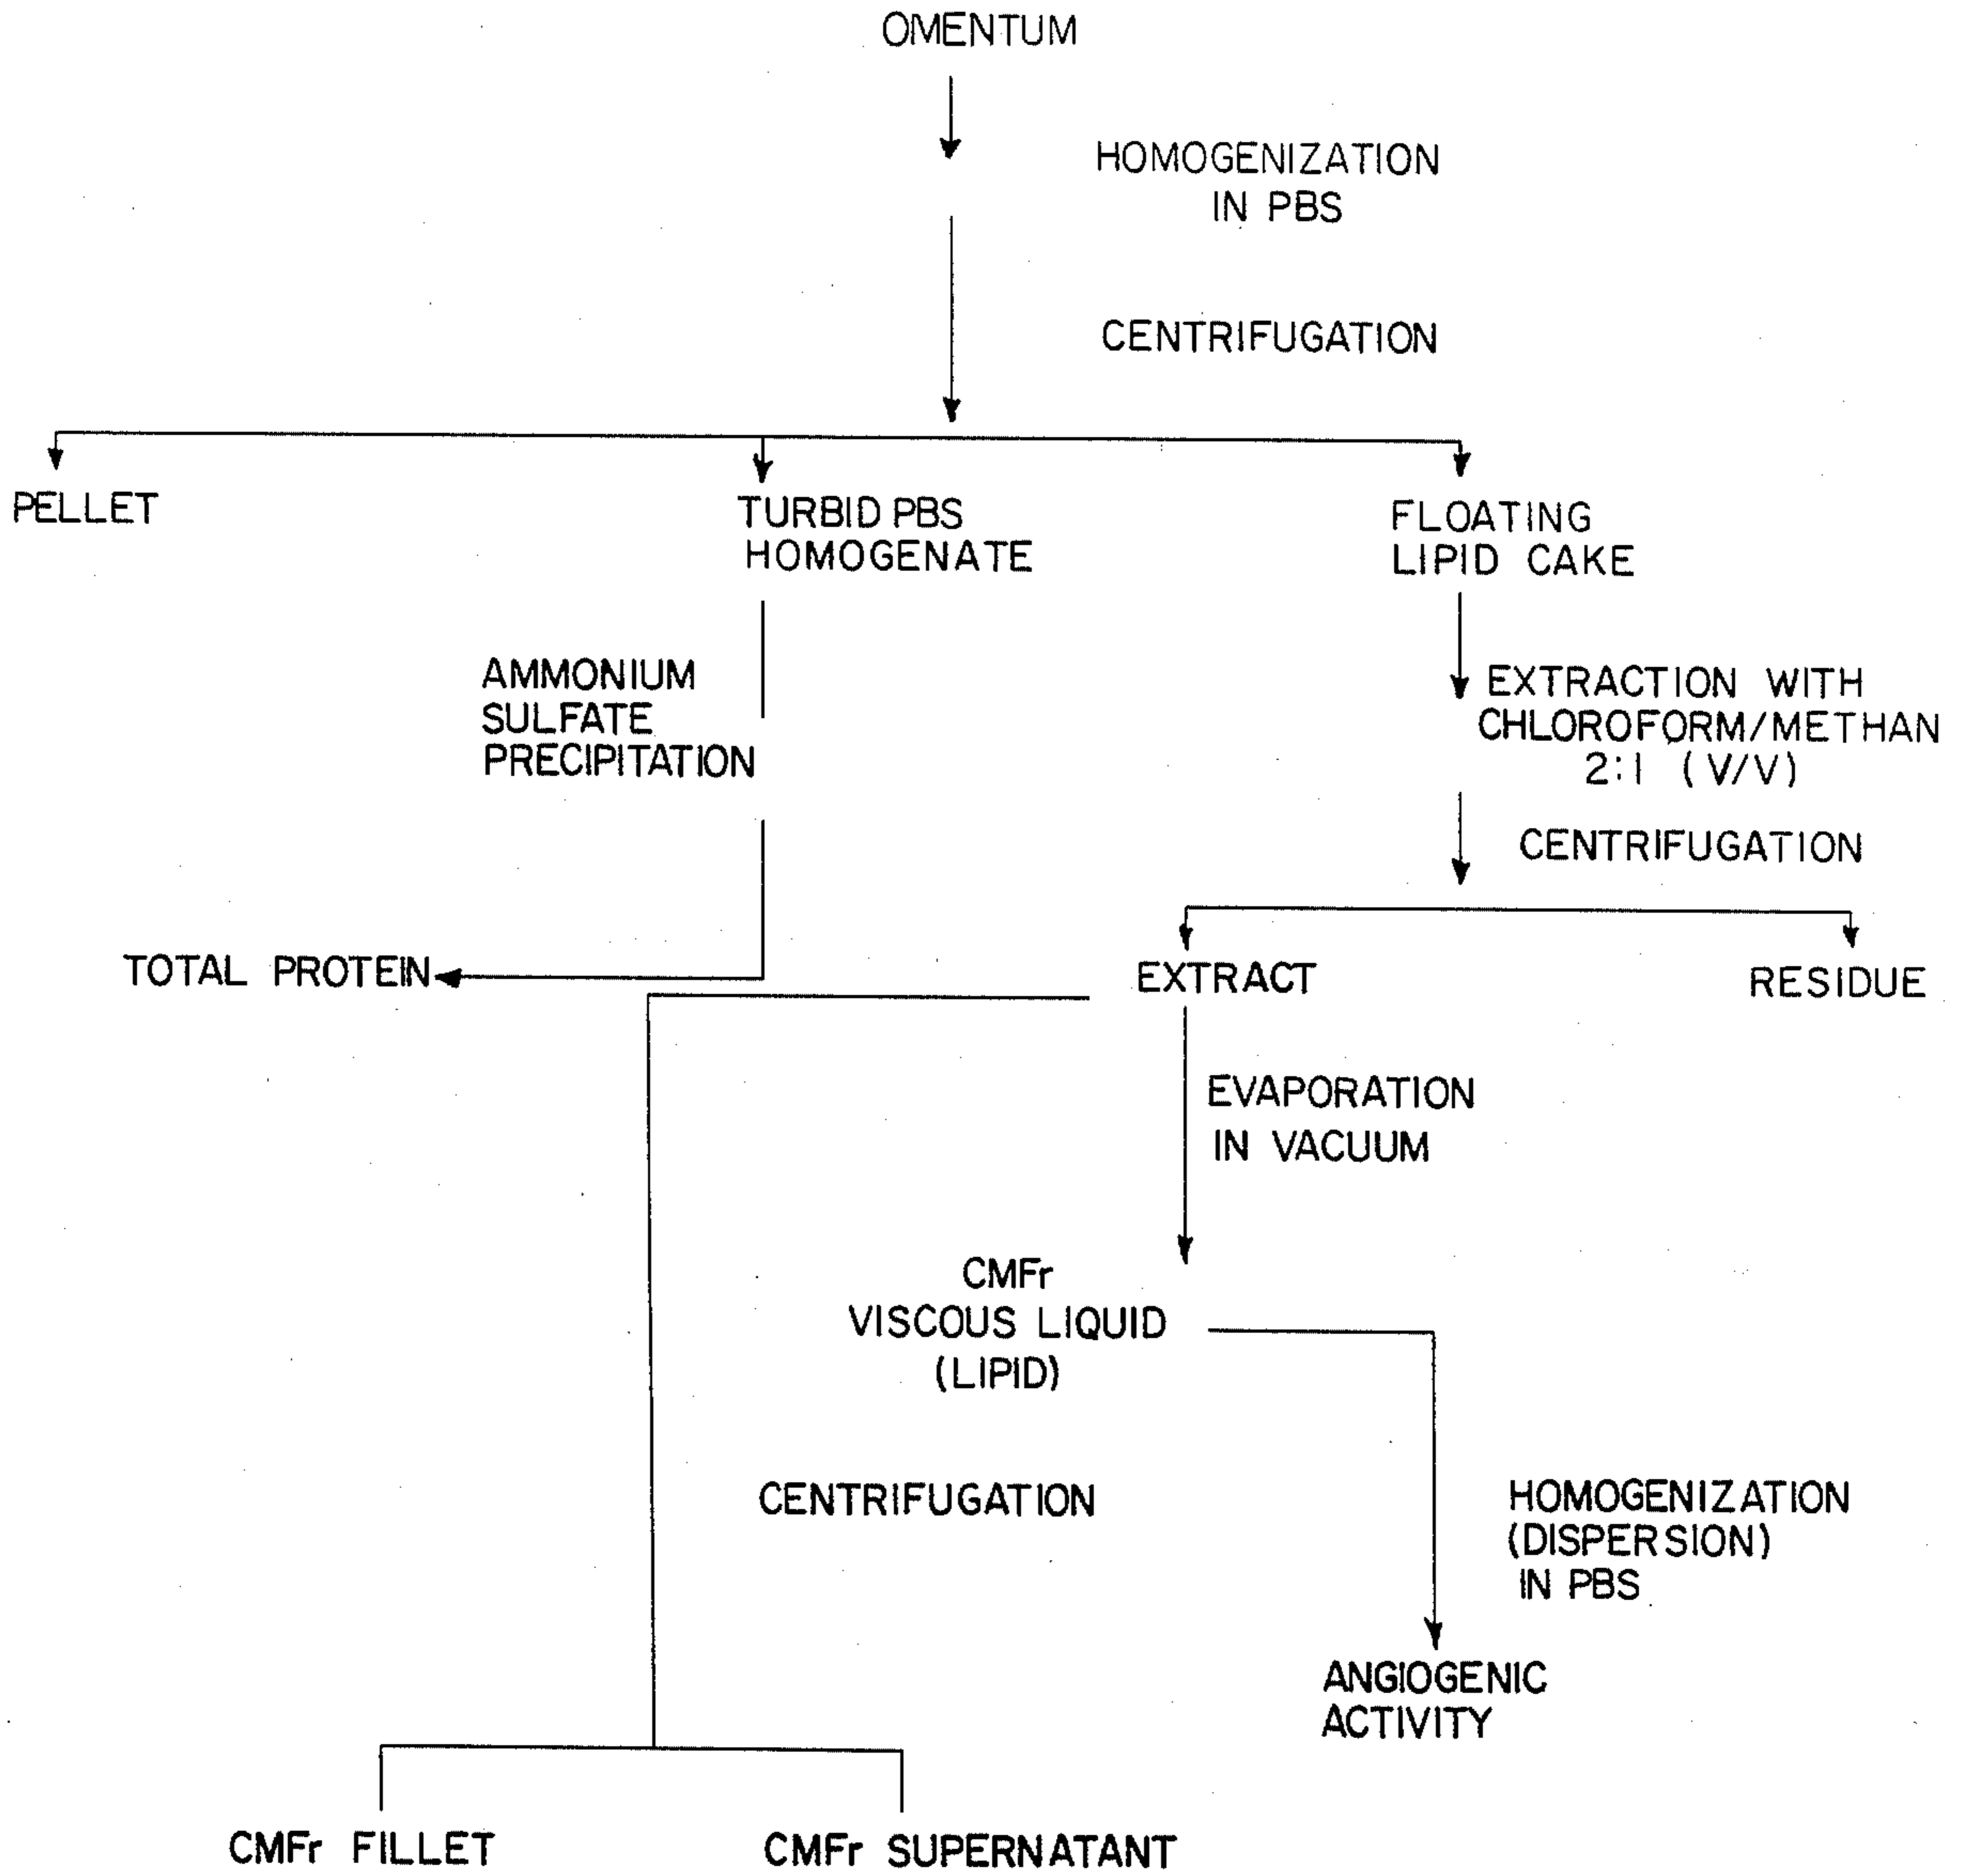 OMENTUM
HOMOGENIZATION
IN PBS
CENTRIFUGATION
PELLET
TURBID PBS
HOMOGENATE
FLOATING
LIPID CAKE
AMMONIUM
SULFATE
PRECIPITATION
EXTRACTION WITH
CHLOROFORM/METHAN
2:1 (V/V)
CENTRIFUGATION
TOTAL PROTEIN
EXTRACT
RESIDUE
EVAPORATION
IN VACUUM
CMFr
VISCOUS LIQUID
(LIPID)
CENTRIFUGATION
HOMOGENIZATION
(DISPERSION)
IN PBS
ANGIOGENIC
ACTIVITY
CMFr FILLET
CMFr SUPERNATANT